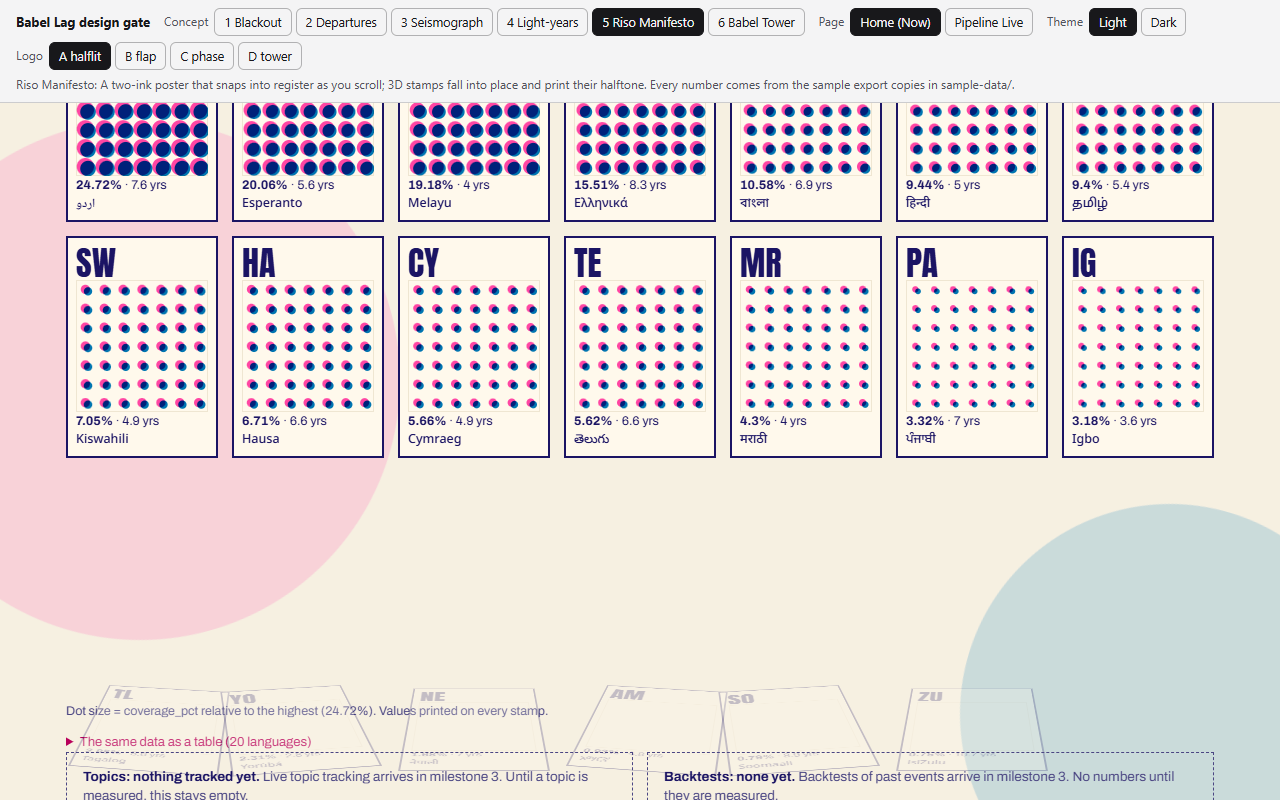 Babel Lag design gate Concept 1 Blackout 2 Departures 3 Seismograph 4 Light-years 5 Riso Manifesto 6 Babel Tower Page Home (Now) Pipeline Live Theme Light Dark
Logo A halflit B flap C phase D tower
Riso Manifesto: A two-ink poster that snaps into register as you scroll; 3D stamps fall into place and print their halftone. Every number comes from the sample export copies in sample-data/.
24.72% · 7.6 yrs 20.06% · 5.6 yrs 19.18% · 4 yrs 15.51% · 8.3 yrs 10.58% · 6.9 yrs 9.44% · 5 yrs 9.4% · 5.4 yrs
اردو Esperanto Melayu Ελληνικά বাংলা हिन्दी தமிழ்
SW HA CY TE MR PA IG
7.05% · 4.9 yrs 6.71% · 6.6 yrs 5.66% · 4.9 yrs 5.62% · 6.6 yrs 4.3% · 4 yrs 3.32% · 7 yrs 3.18% · 3.6 yrs
Kiswahili Hausa Cymraeg తెలుగు मराठी ਪੰਜਾਬੀ Igbo
TL YO NE AM SO ZU
Dot size = coverage_pct relative to the highest (24.72%). Values printed on every stamp.
The same data as a table (20 languages)
Tagalog Yorùbá नेपाली Soomaali isiZulu
Topics: nothing tracked yet. Live topic tracking arrives in milestone 3. Until a topic is
measured, this stays empty.
Backtests: none yet. Backtests of past events arrive in milestone 3. No numbers until
they are measured.